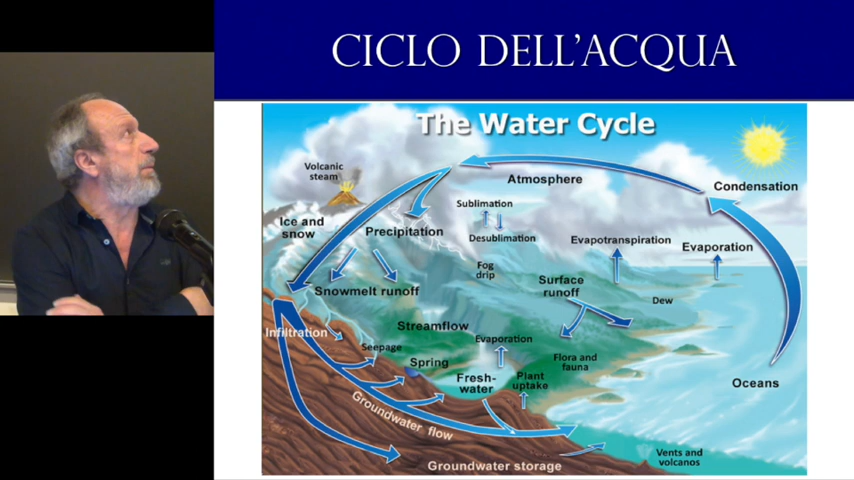 CICLO DELL'ACQUA
The Water Cycle
Volcanic
steam
Atmosphere
Condensation
Sublimation
Ice and
snow
Precipitation
Desublimation
Evapotranspiration
Evaporation
Fog
drip
Snowmelt runoff
Surface
runoff
Dew
Infiltration
Streamflow
Seepage
Evaporation
Spring
Flora and
fauna
Fresh-
water
Plant
uptake
Oceans
Groundwater flow
Groundwater storage
Vents and
volcanos